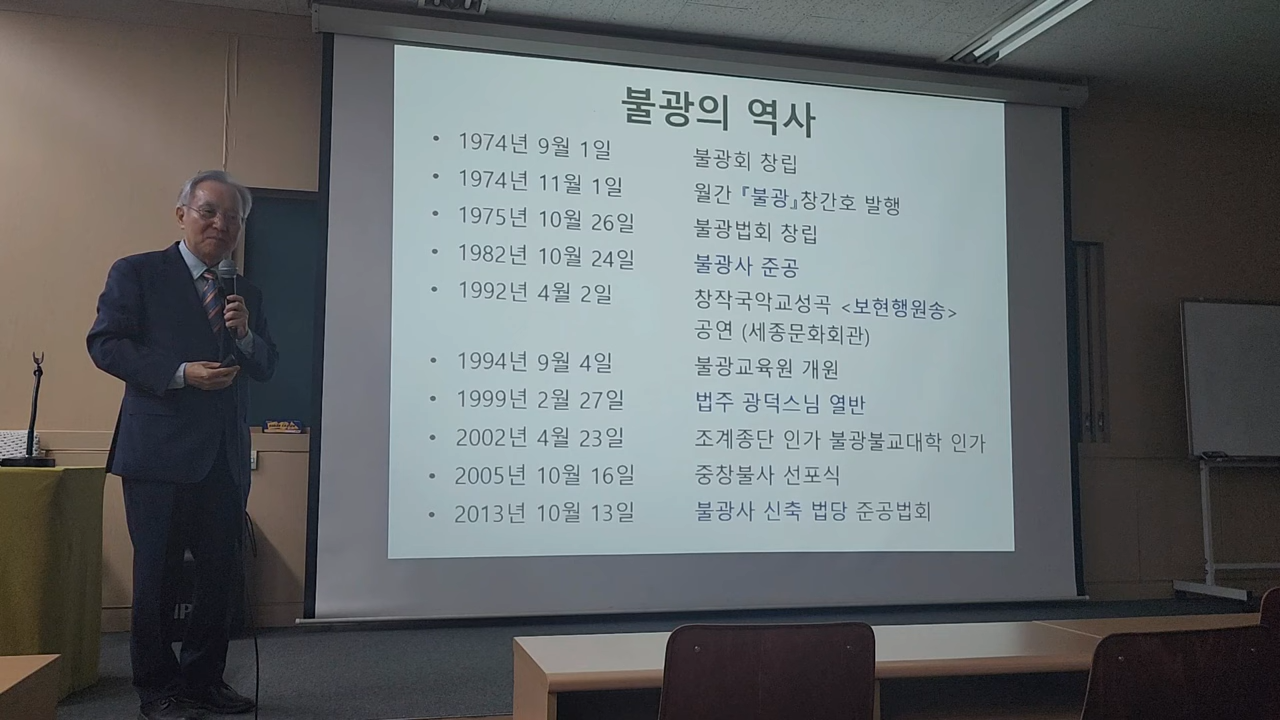 불광의 역사
• 1974년 9월 1일 불광회 창립
• 1974년 11월 1일 월간 『불광』창간호 발행
• 1975년 10월 26일 불광법회 창립
• 1982년 10월 24일 불광사 준공
• 1992년 4월 2일 창작국악교성곡 <보현행원송>
공연 (세종문화회관)
• 1994년 9월 4일 불광교육원 개원
• 1999년 2월 27일 법주 광덕스님 열반
• 2002년 4월 23일 조계종단 인가 불광불교대학 인가
• 2005년 10월 16일 중창불사 선포식
• 2013년 10월 13일 불광사 신축 법당 준공법회